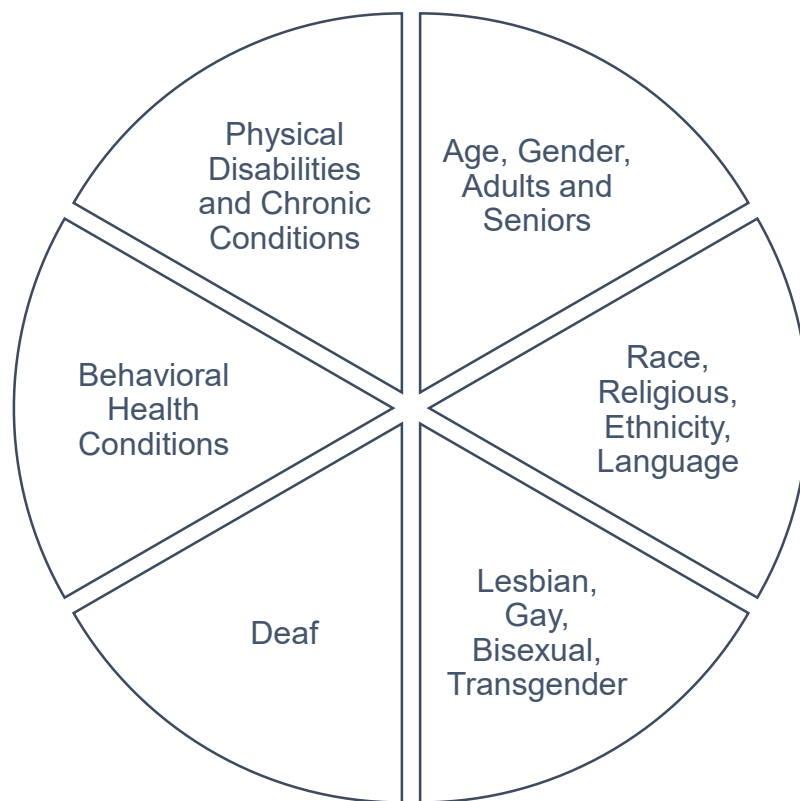 Physical
Disabilities
and Chronic
Conditions
Age, Gender,
Adults and
Seniors
Behavioral
Health
Conditions
Race,
Religious,
Ethnicity,
Language
Deaf
Lesbian,
Gay,
Bisexual,
Transgender